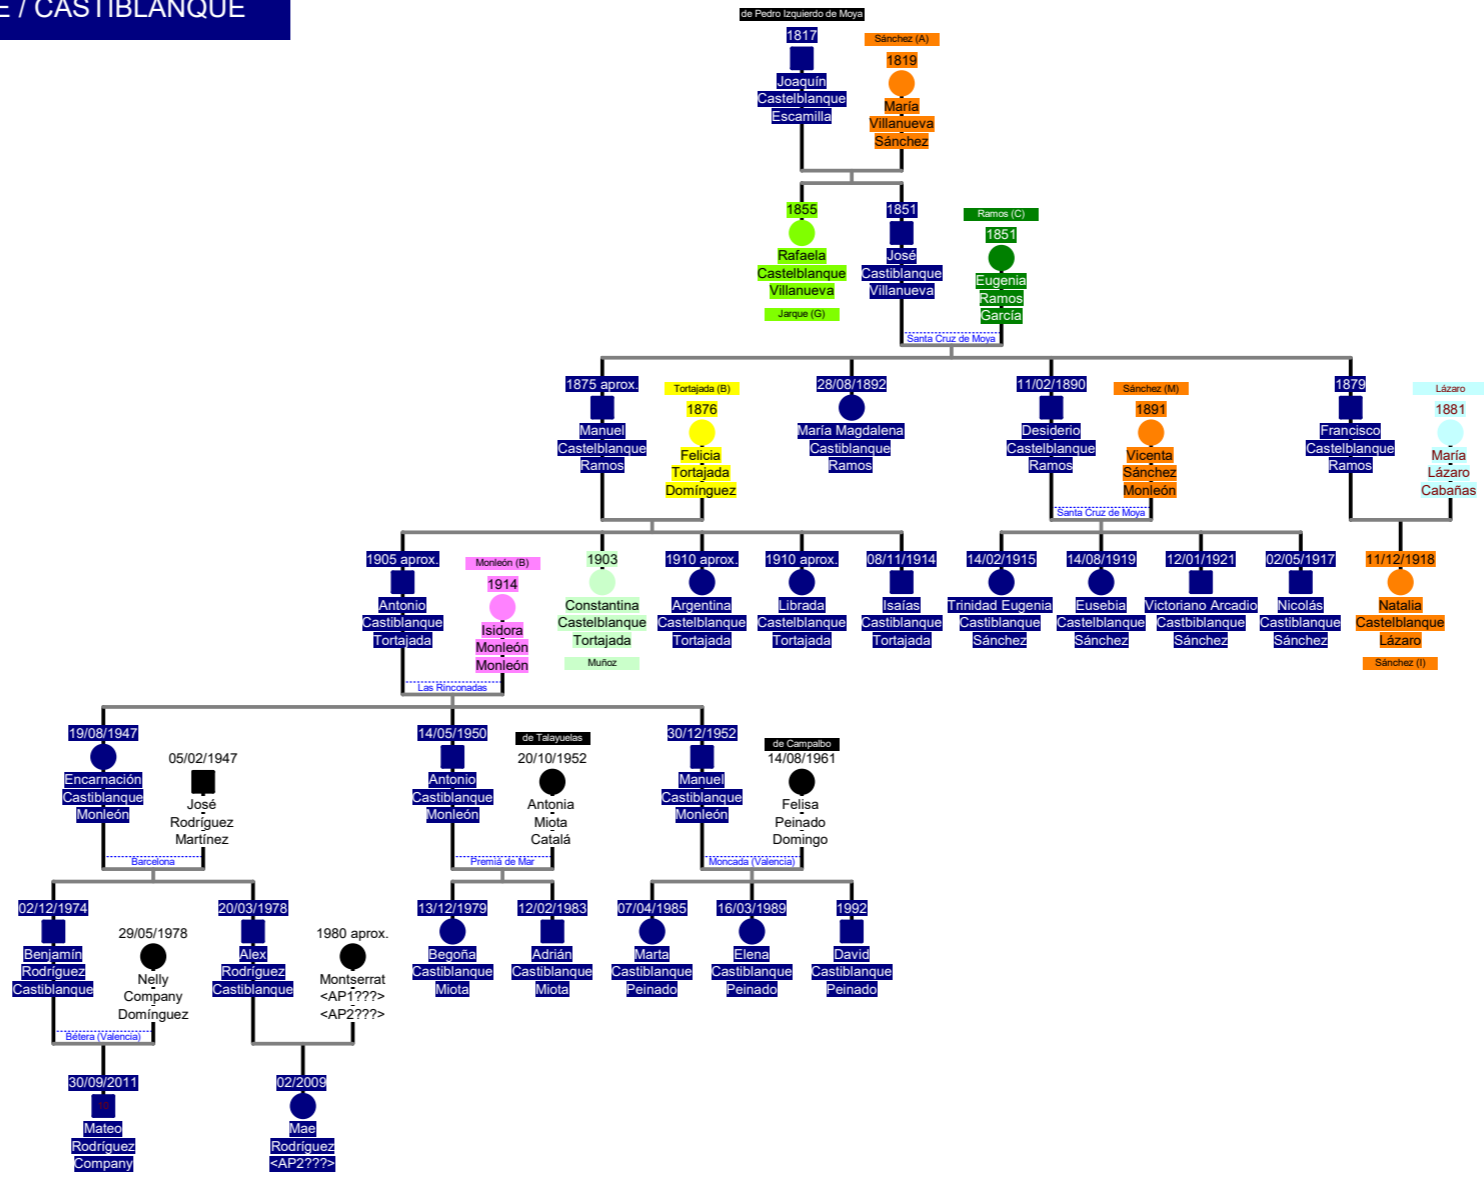 E / CASTIBLANQUE
de Pedro Izquierdo de Moya
1817
Joaquín
Castelblanque
Escamilla
Sánchez (A)
1819
María
Villanueva
Sánchez
1855
Rafaela
Castelblanque
Villanueva
Jarque (G)
1851
José
Castiblanque
Villanueva
Ramos (C)
1851
Eugenia
Ramos
García
Santa Cruz de Moya
1875 aprox.
Manuel
Castelblanque
Ramos
Tortajada (B)
1876
Felicia
Tortajada
Domínguez
28/08/1892
María Magdalena
Castiblanque
Ramos
11/02/1890
Desiderio
Castelblanque
Ramos
Sánchez (M)
1891
Vicenta
Sánchez
Monleón
Santa Cruz de Moya
1879
Francisco
Castelblanque
Ramos
Lázaro
1881
María
Lázaro
Cabañas
1905 aprox.
Antonio
Castiblanque
Tortajada
Monleón (B)
1914
Isidora
Monleón
Monleón
Las Rinconadas
1903
Constantina
Castelblanque
Tortajada
Muñoz
1910 aprox.
Argentina
Castelblanque
Tortajada
1910 aprox.
Librada
Castelblanque
Tortajada
08/11/1914
Isaías
Castiblanque
Tortajada
14/02/1915
Trinidad Eugenia
Castiblanque
Sánchez
14/08/1919
Eusebia
Castelblanque
Sánchez
12/01/1921
Victoriano Arcadio
Castbiblanque
Sánchez
02/05/1917
Nicolás
Castiblanque
Sánchez
11/12/1918
Natalia
Castelblanque
Lázaro
Sánchez (I)
19/08/1947
Encarnación
Castiblanque
Monleón
05/02/1947
José
Rodríguez
Martínez
Barcelona
14/05/1950
Antonio
Castiblanque
Monleón
de Talayuelas
20/10/1952
Antonia
Miota
Catalá
Premiá de Mar
30/12/1952
Manuel
Castiblanque
Monleón
de Campalbo
14/08/1961
Felisa
Peinado
Domingo
Moncada (Valencia)
02/12/1974
Benjamín
Rodríguez
Castiblanque
29/05/1978
Nelly
Company
Domínguez
Bétera (Valencia)
20/03/1978
Alex
Rodríguez
Castiblanque
1980 aprox.
Montserrat
<AP1???>
<AP2???>
13/12/1979
Begoña
Castiblanque
Miota
12/02/1983
Adrián
Castiblanque
Miota
07/04/1985
Marta
Castiblanque
Peinado
16/03/1989
Elena
Castiblanque
Peinado
1992
David
Castiblanque
Peinado
30/09/2011
Mateo
Rodríguez
Company
02/2009
Mae
Rodríguez
<AP2???>